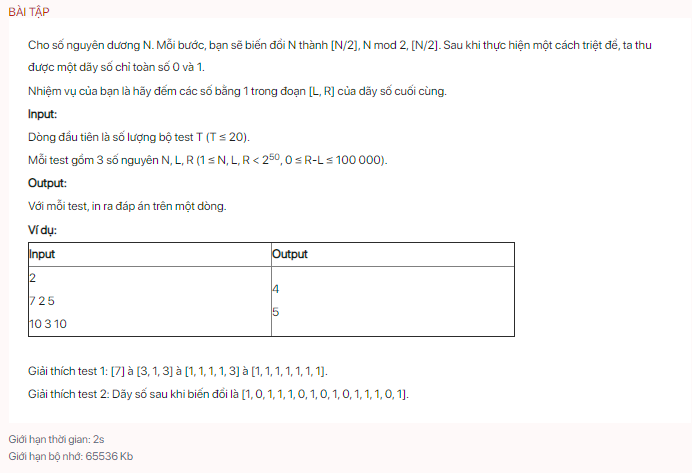 BÀI TẬP
Cho số nguyên dương N. Mỗi bước, bạn sẽ biến đổi N thành [N/2], N mod 2, [N/2]. Sau khi thực hiện một cách triệt để, ta thu
được một dãy số chỉ toàn số 0 và 1.
Nhiệm vụ của bạn là hãy đếm các số bằng 1 trong đoạn [L, R] của dãy số cuối cùng.
Input:
Dòng đầu tiên là số lượng bộ test T (T ≤ 20).
Mỗi test gồm 3 số nguyên N, L, R (1 ≤ N, L, R < 2^50, 0 ≤ R-L ≤ 100 000).
Output:
Với mỗi test, in ra đáp án trên một dòng.
Ví dụ:
Input Output
2
7 2 5
10 3 10
4
5
Giải thích test 1: [7] à [3, 1, 3] à [1, 1, 1, 1, 3] à [1, 1, 1, 1, 1, 1, 1].
Giải thích test 2: Dãy số sau khi biến đổi là [1, 0, 1, 1, 1, 0, 1, 0, 1, 0, 1, 1, 1, 0, 1].
Giới hạn thời gian: 2s
Giới hạn bộ nhớ: 65536 Kb